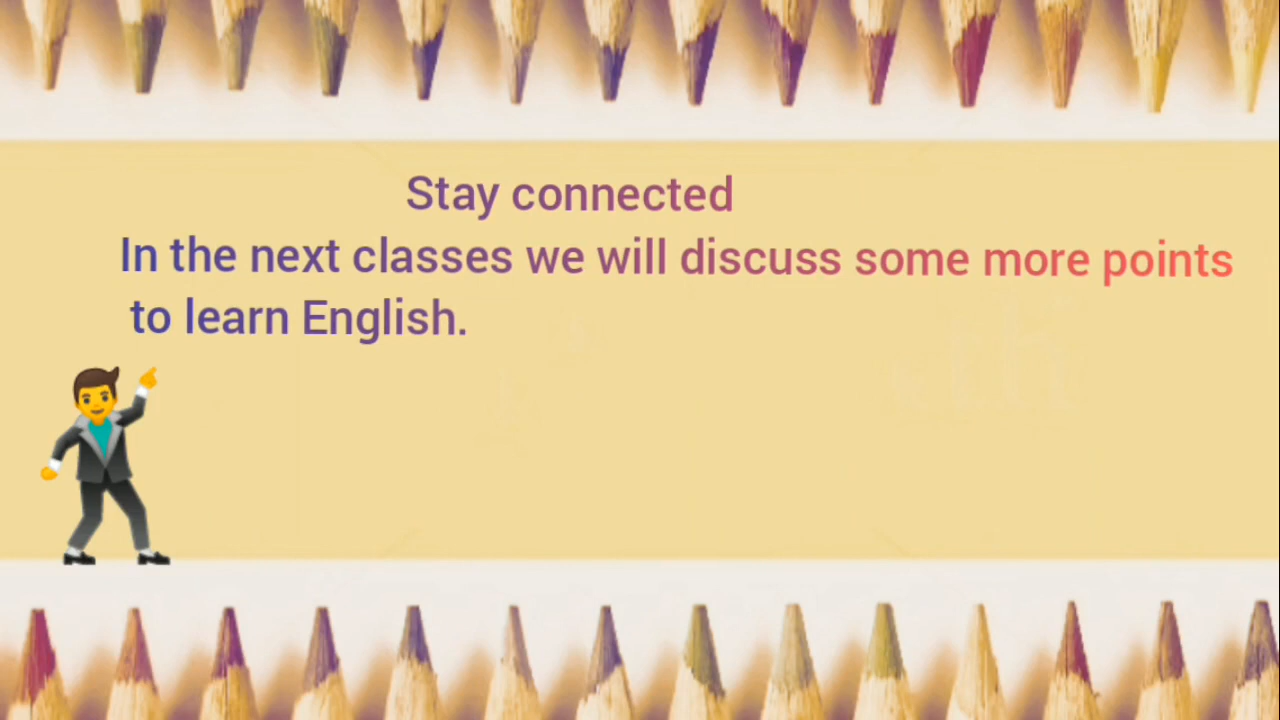 Stay connected
In the next classes we will discuss some more points
to learn English.